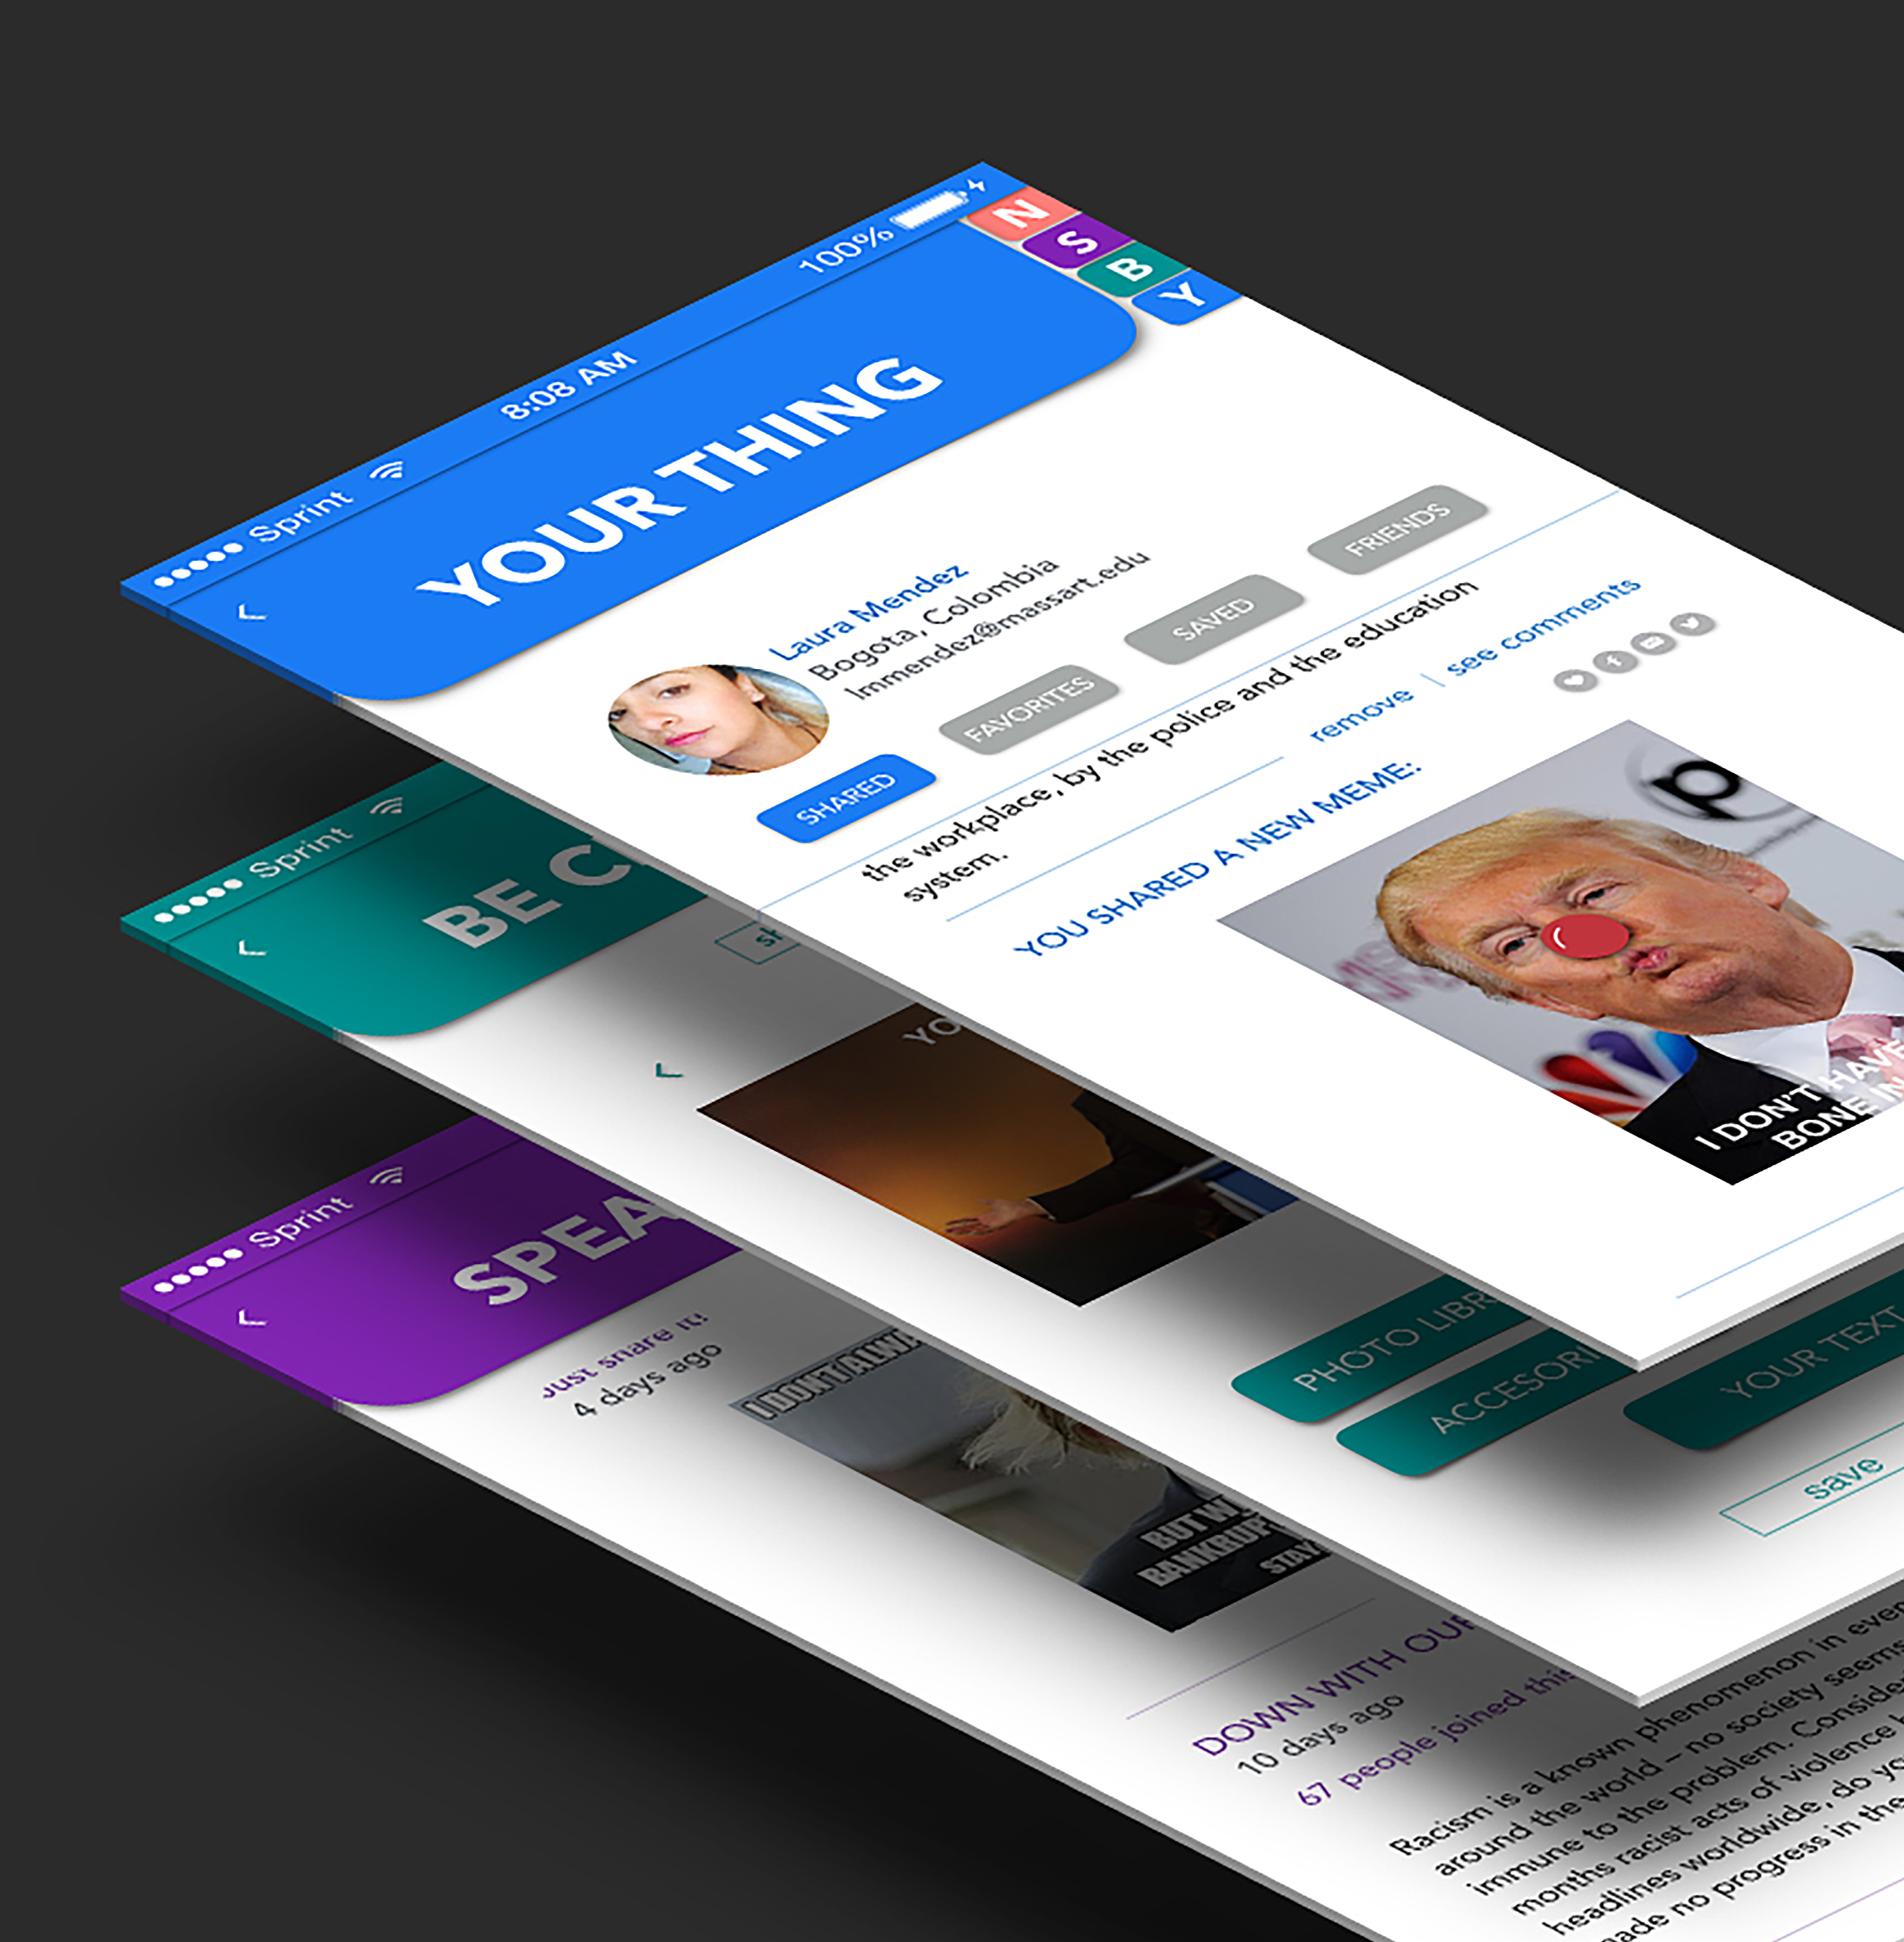 Sprint
8:08 AM
100%
N
S
B
Y
YOUR THING
Laura Mendez
Bogota, Colombia
lmmendez@massart.edu
SHARED
FAVORITES
SAVED
FRIENDS
the workplace, by the police and the education
system.
remove | see comments
YOU SHARED A NEW MEME:
p
I DON'T HAVE
BONE IN
Sprint
BE C
sh
YO
PHOTO LIBR
ACCESORI
YOUR TEXT
save
Sprint
SPEA
Just share it!
4 days ago
I DON'T ALWA
BUT W
BANKRUP
STAY
DOWN WITH OUR
10 days ago
67 people joined this
Racism is a known phenomenon in ever
around the world – no society seems
immune to the problem. Conside
months racist acts of violence h
headlines worldwide, do yo
made no progress in the